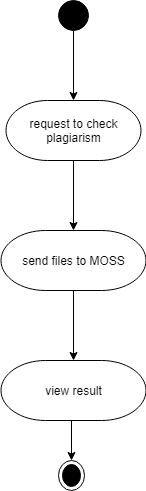 request to check
plagiarism
send files to MOSS
view result